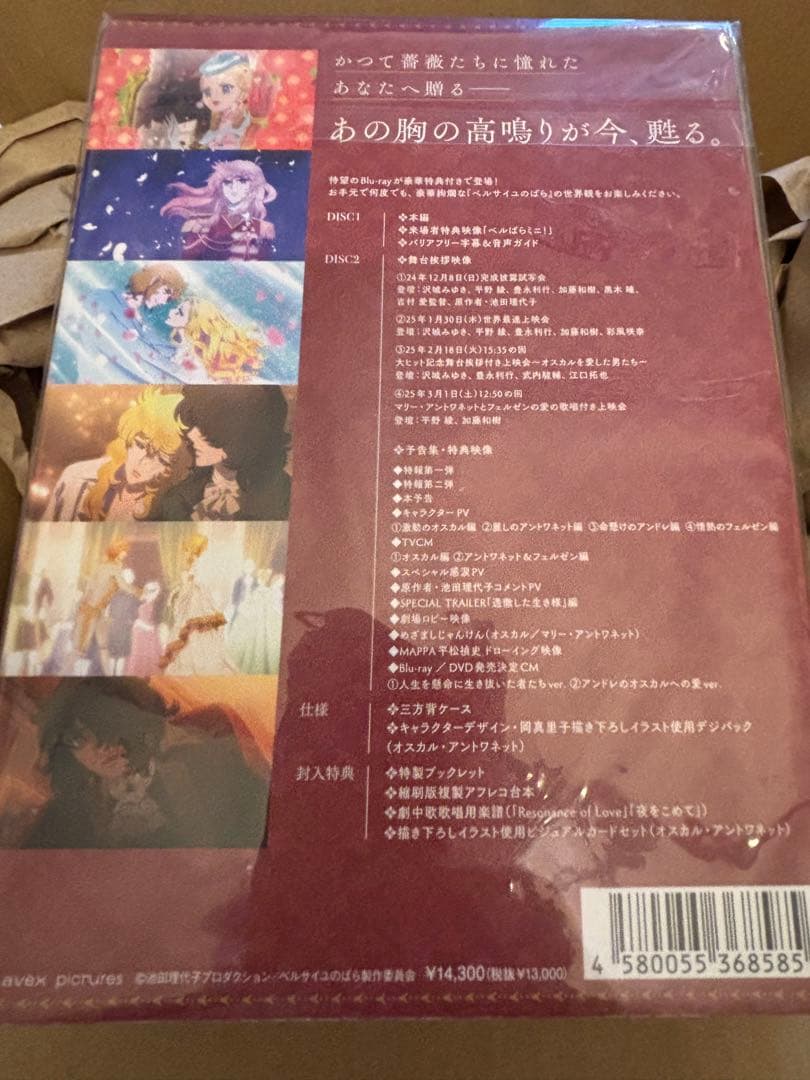 かつて薔薇たちに憧れた
あなたへ贈る――
あの胸の高鳴りが今、甦る。
待望のBlu-rayが豪華特典付きで登場！
お手元で何度でも、豪華絢爛な『ベルサイユのばら』の世界観をお楽しみください。
DISC1
❖本編
❖来場者特典映像「ベルばらミニ！」
❖バリアフリー字幕&音声ガイド
DISC2
❖舞台挨拶映像
①24年12月8日(日)完成披露試写会
登壇:沢城みゆき、平野 綾、豊永利行、加藤和樹、黒木 瞳、
吉村 愛監督、原作者・池田理代子
②25年1月30日(木)世界最速上映会
登壇:沢城みゆき、平野 綾、豊永利行、加藤和樹、彩風咲奈
③25年2月18日(火)15:35の回
大ヒット記念舞台挨拶付き上映会～オスカルを愛した男たち～
登壇:沢城みゆき、豊永利行、武内駿輔、江口拓也
④25年3月1日(土)12:50の回
マリー・アントワネットとフェルゼンの愛の歌唱付き上映会
登壇:平野 綾、加藤和樹
❖予告集・特典映像
◆特報第一弾
◆特報第二弾
◆本予告
◆キャラクターPV
①激動のオスカル編 ②麗しのアントワネット編 ③命懸けのアンドレ編 ④情熱のフェルゼン編
◆TVCM
①オスカル編 ②アントワネット&フェルゼン編
◆スペシャル感涙PV
◆原作者・池田理代子コメントPV
◆SPECIAL TRAILER「透徹した生き様」編
◆劇場ロビー映像
◆めざましじゃんけん(オスカル／マリー・アントワネット)
◆MAPPA 平松禎史 ドローイング映像
◆Blu-ray ／ DVD発売決定CM
①人生を懸命に生き抜いた者たちver. ②アンドレのオスカルへの愛ver.
仕様
❖三方背ケース
❖キャラクターデザイン・岡真里子描き下ろしイラスト使用デジパック
(オスカル・アントワネット)
封入特典
❖特製ブックレット
❖縮刷版複製アフレコ台本
❖劇中歌歌唱用楽譜(「Resonance of Love」「夜をこめて」)
❖描き下ろしイラスト使用ビジュアルカードセット(オスカル・アントワネット)
avex pictures ©池田理代子プロダクション／ベルサイユのばら製作委員会 ¥14,300(税抜¥13,000)
4 580055 368585